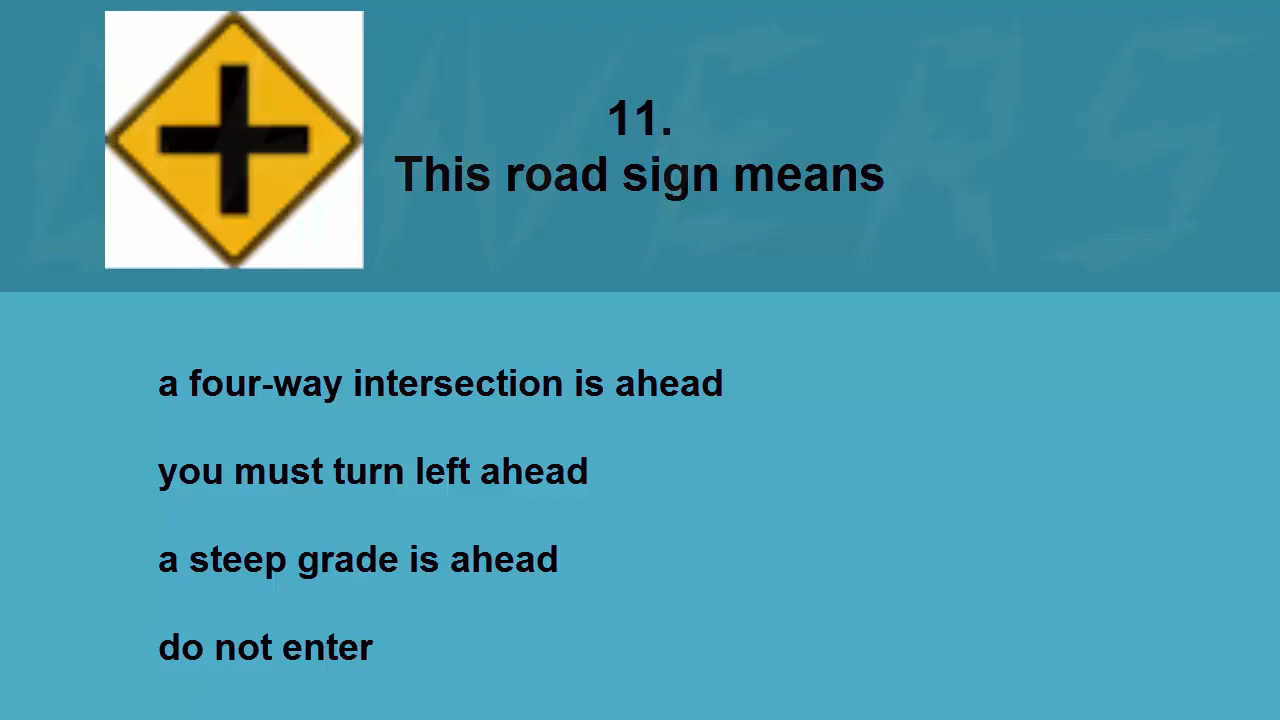 11.
This road sign means
a four-way intersection is ahead
you must turn left ahead
a steep grade is ahead
do not enter